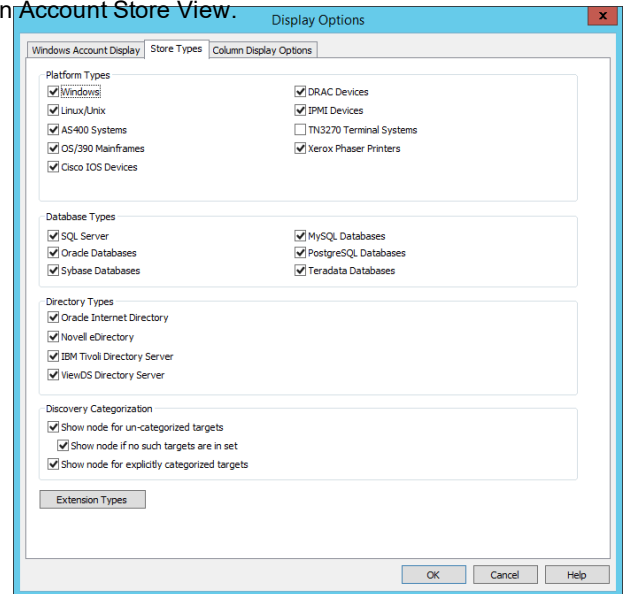 n Account Store View.
Display Options
x
Windows Account Display Store Types Column Display Options
Platform Types
Windows DRAC Devices
Linux/Unix IPMI Devices
AS400 Systems TN3270 Terminal Systems
OS/390 Mainframes Xerox Phaser Printers
Cisco IOS Devices
Database Types
SQL Server MySQL Databases
Oracle Databases PostgreSQL Databases
Sybase Databases Teradata Databases
Directory Types
Oracle Internet Directory
Novell eDirectory
IBM Tivoli Directory Server
ViewDS Directory Server
Discovery Categorization
Show node for un-categorized targets
Show node if no such targets are in set
Show node for explicitly categorized targets
Extension Types
OK Cancel Help